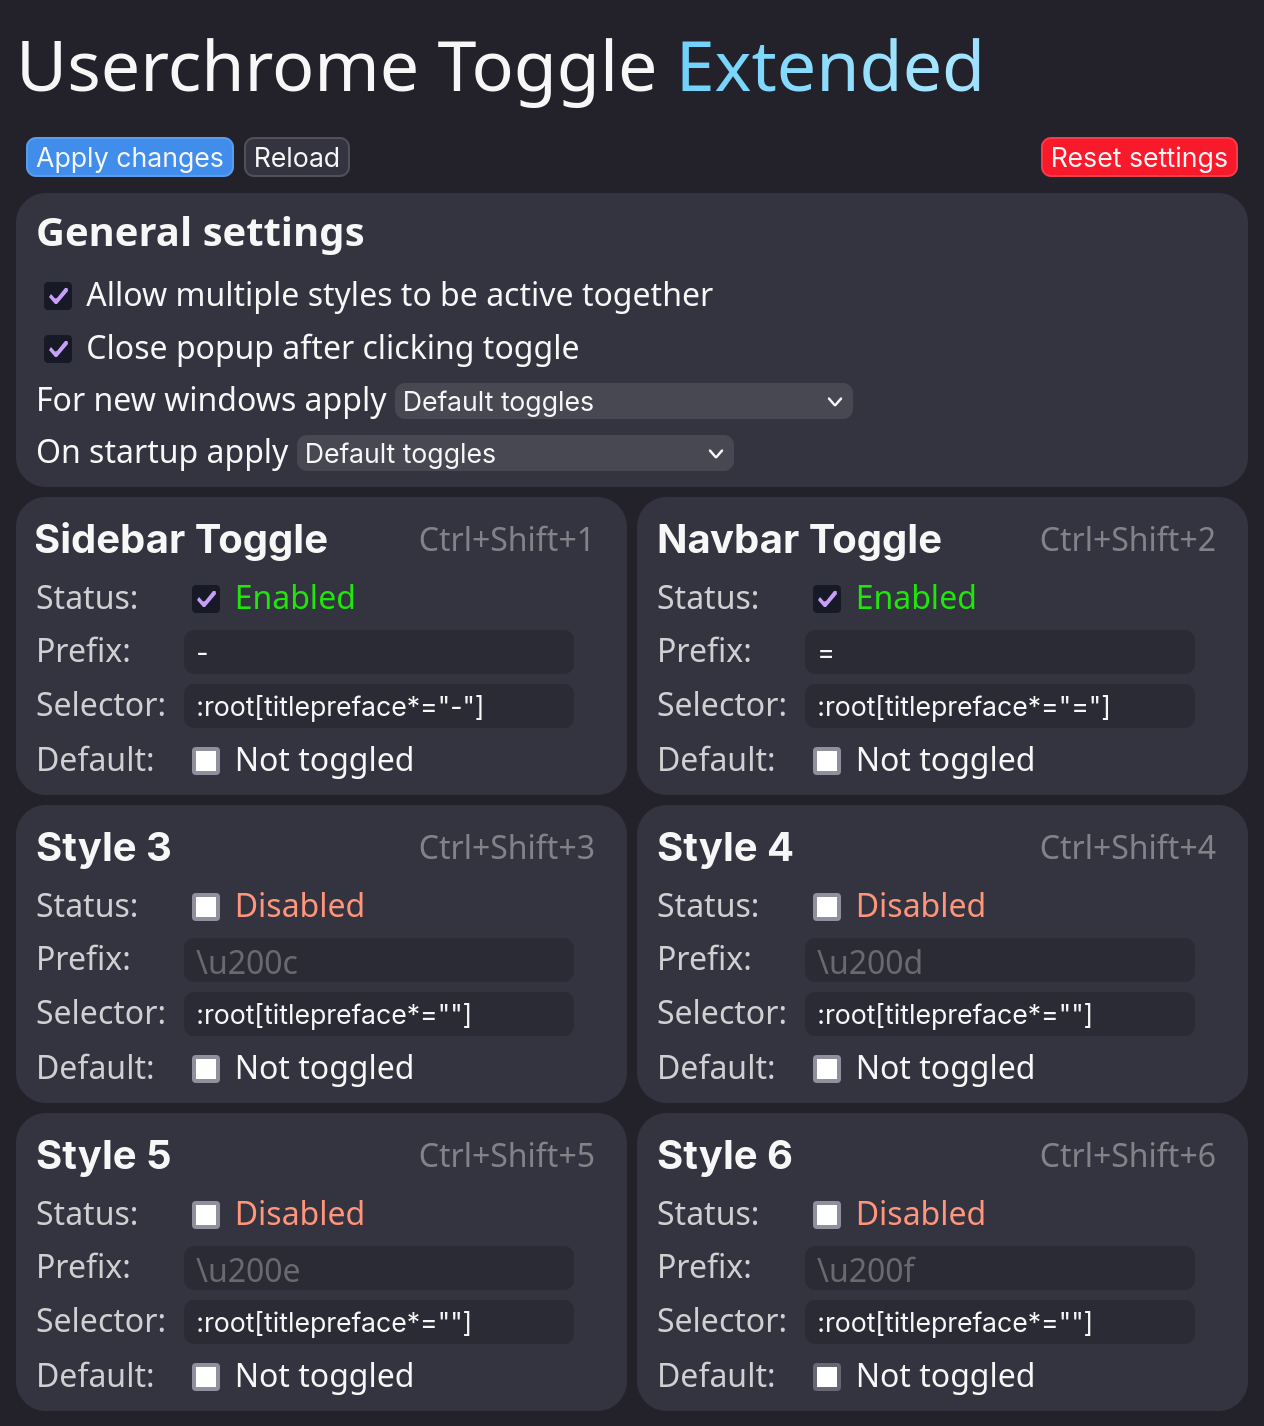 Userchrome Toggle Extended
Apply changes Reload Reset settings
General settings
Allow multiple styles to be active together
Close popup after clicking toggle
For new windows apply Default toggles
On startup apply Default toggles
Sidebar Toggle Ctrl+Shift+1
Status: Enabled
Prefix: -
Selector: :root[titlepreface*="-"]
Default: Not toggled
Navbar Toggle Ctrl+Shift+2
Status: Enabled
Prefix: =
Selector: :root[titlepreface*="="]
Default: Not toggled
Style 3 Ctrl+Shift+3
Status: Disabled
Prefix: \u200c
Selector: :root[titlepreface*=""]
Default: Not toggled
Style 4 Ctrl+Shift+4
Status: Disabled
Prefix: \u200d
Selector: :root[titlepreface*=""]
Default: Not toggled
Style 5 Ctrl+Shift+5
Status: Disabled
Prefix: \u200e
Selector: :root[titlepreface*=""]
Default: Not toggled
Style 6 Ctrl+Shift+6
Status: Disabled
Prefix: \u200f
Selector: :root[titlepreface*=""]
Default: Not toggled